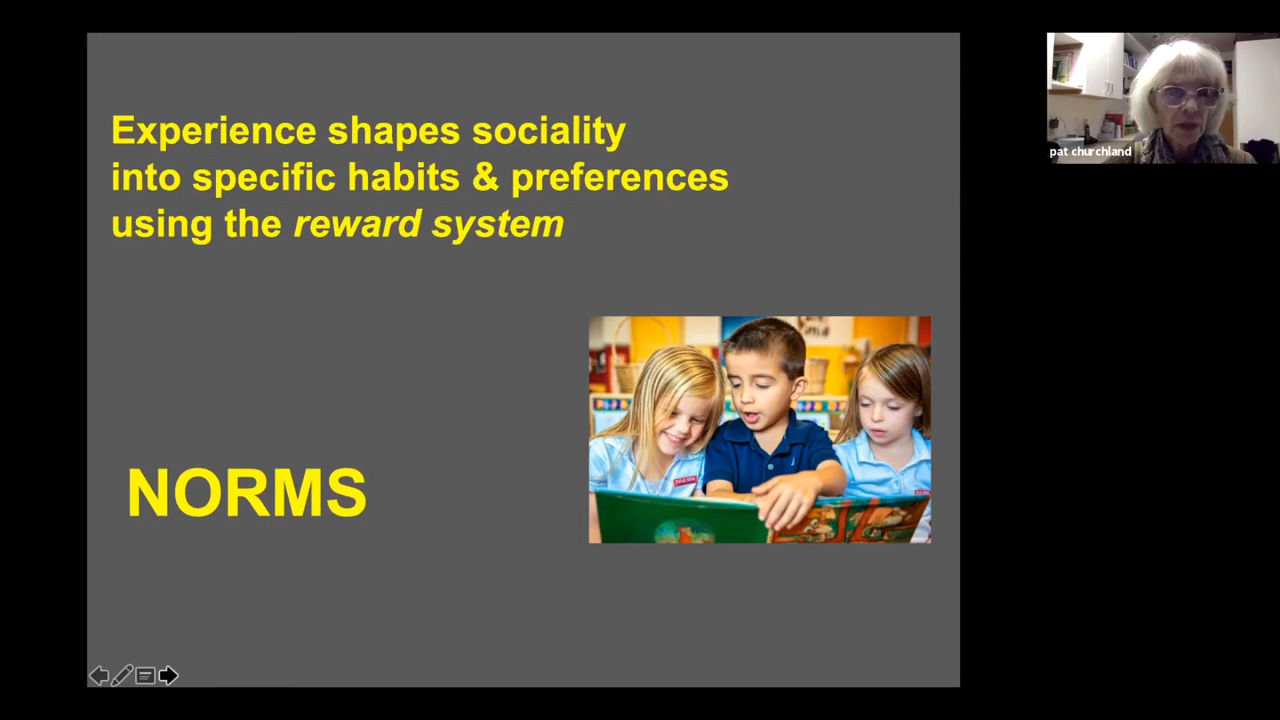 Experience shapes sociality
into specific habits & preferences
using the reward system
NORMS
pat churchland